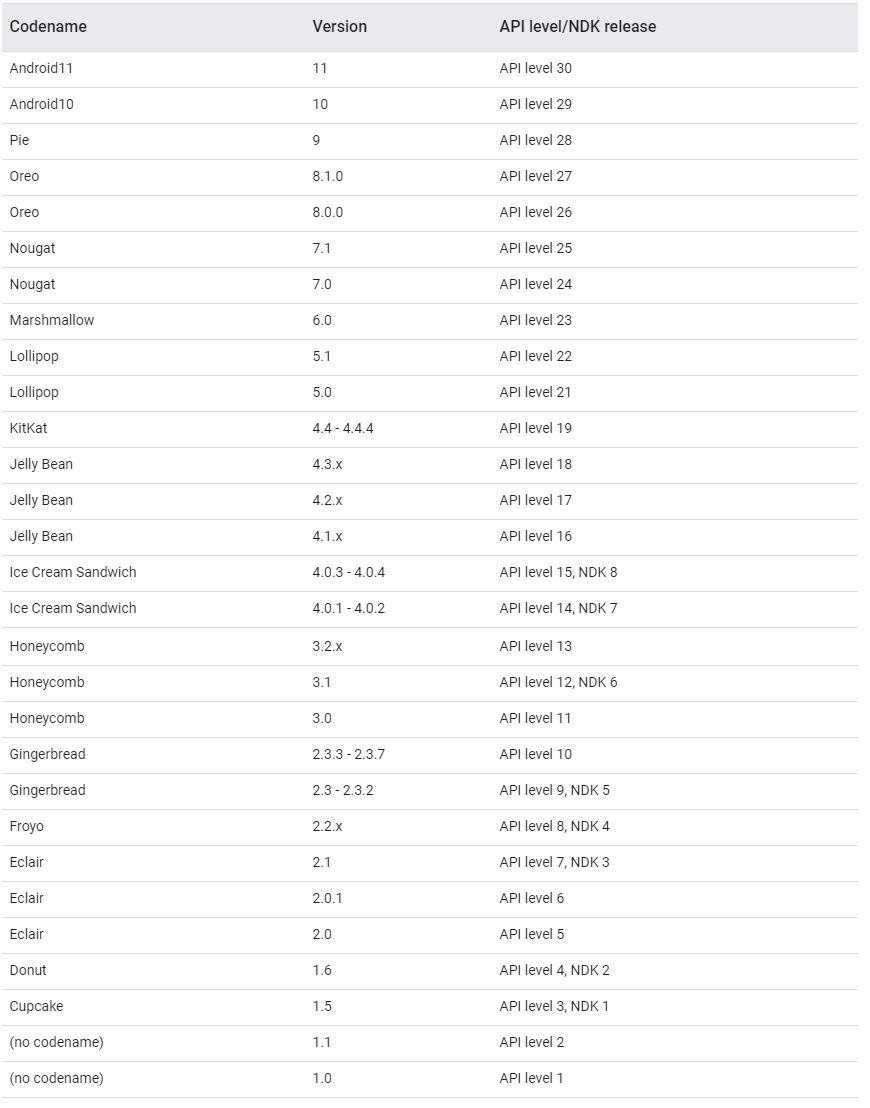 Codename Version API level/NDK release
Android11 11 API level 30
Android10 10 API level 29
Pie 9 API level 28
Oreo 8.1.0 API level 27
Oreo 8.0.0 API level 26
Nougat 7.1 API level 25
Nougat 7.0 API level 24
Marshmallow 6.0 API level 23
Lollipop 5.1 API level 22
Lollipop 5.0 API level 21
KitKat 4.4 - 4.4.4 API level 19
Jelly Bean 4.3.x API level 18
Jelly Bean 4.2.x API level 17
Jelly Bean 4.1.x API level 16
Ice Cream Sandwich 4.0.3 - 4.0.4 API level 15, NDK 8
Ice Cream Sandwich 4.0.1 - 4.0.2 API level 14, NDK 7
Honeycomb 3.2.x API level 13
Honeycomb 3.1 API level 12, NDK 6
Honeycomb 3.0 API level 11
Gingerbread 2.3.3 - 2.3.7 API level 10
Gingerbread 2.3 - 2.3.2 API level 9, NDK 5
Froyo 2.2.x API level 8, NDK 4
Eclair 2.1 API level 7, NDK 3
Eclair 2.0.1 API level 6
Eclair 2.0 API level 5
Donut 1.6 API level 4, NDK 2
Cupcake 1.5 API level 3, NDK 1
(no codename) 1.1 API level 2
(no codename) 1.0 API level 1